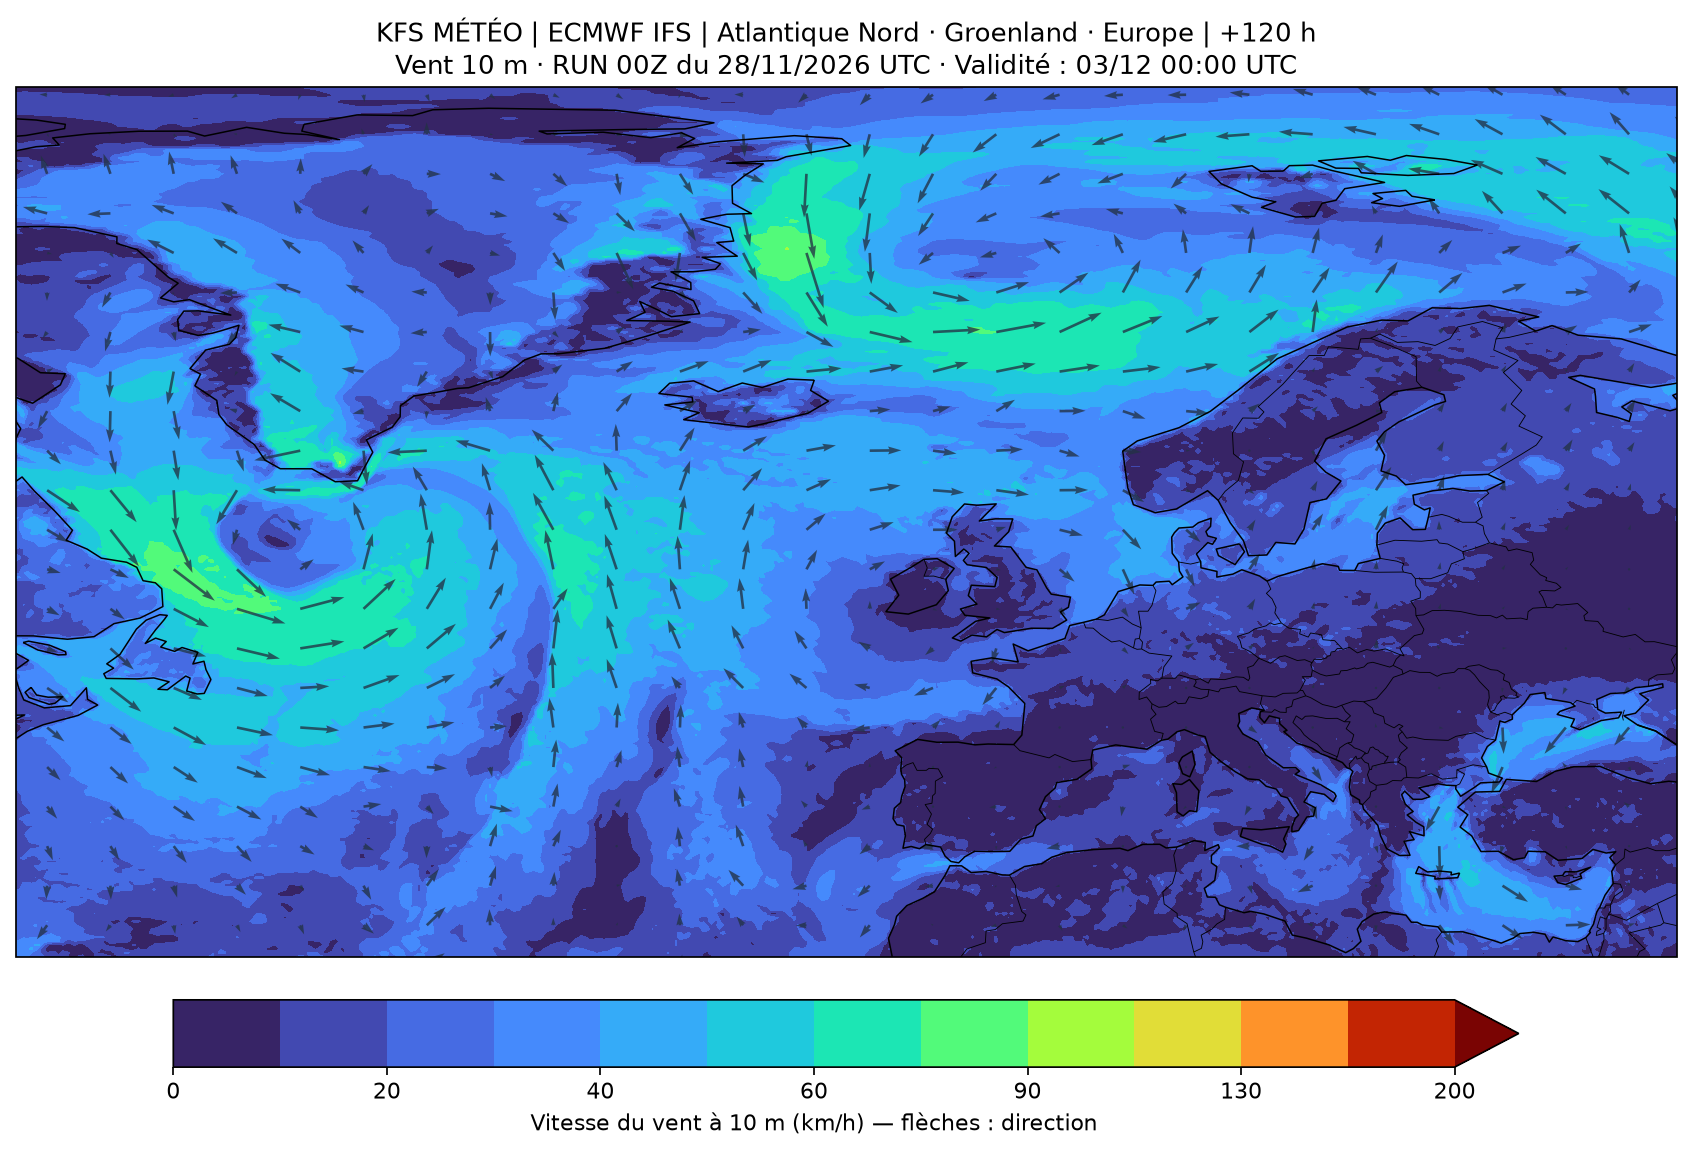 KFS MÉTÉO | ECMWF IFS | Atlantique Nord · Groenland · Europe | +120 h
Vent 10 m · RUN 00Z du 28/11/2026 UTC · Validité : 03/12 00:00 UTC
0 20 40 60 90 130 200
Vitesse du vent à 10 m (km/h) — flèches : direction